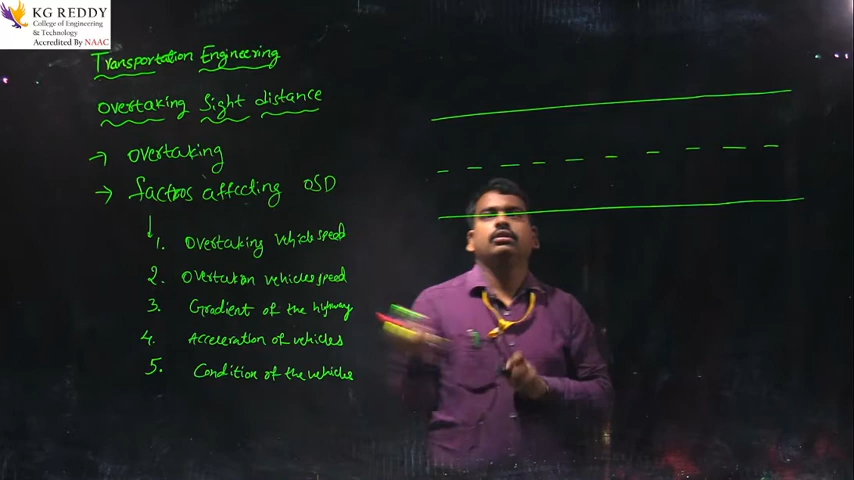 KG REDDY
College of Engineering
& Technology
Accredited By NAAC
Transportation Engineering
Overtaking Sight distance
→ Overtaking
→ factros affecting OSD
1. Overtaking vehicle speed
2. Overtaken vehicle speed
3. Gradient of the highway
4. Acceleration of vehicles
5. Condition of the vehicles